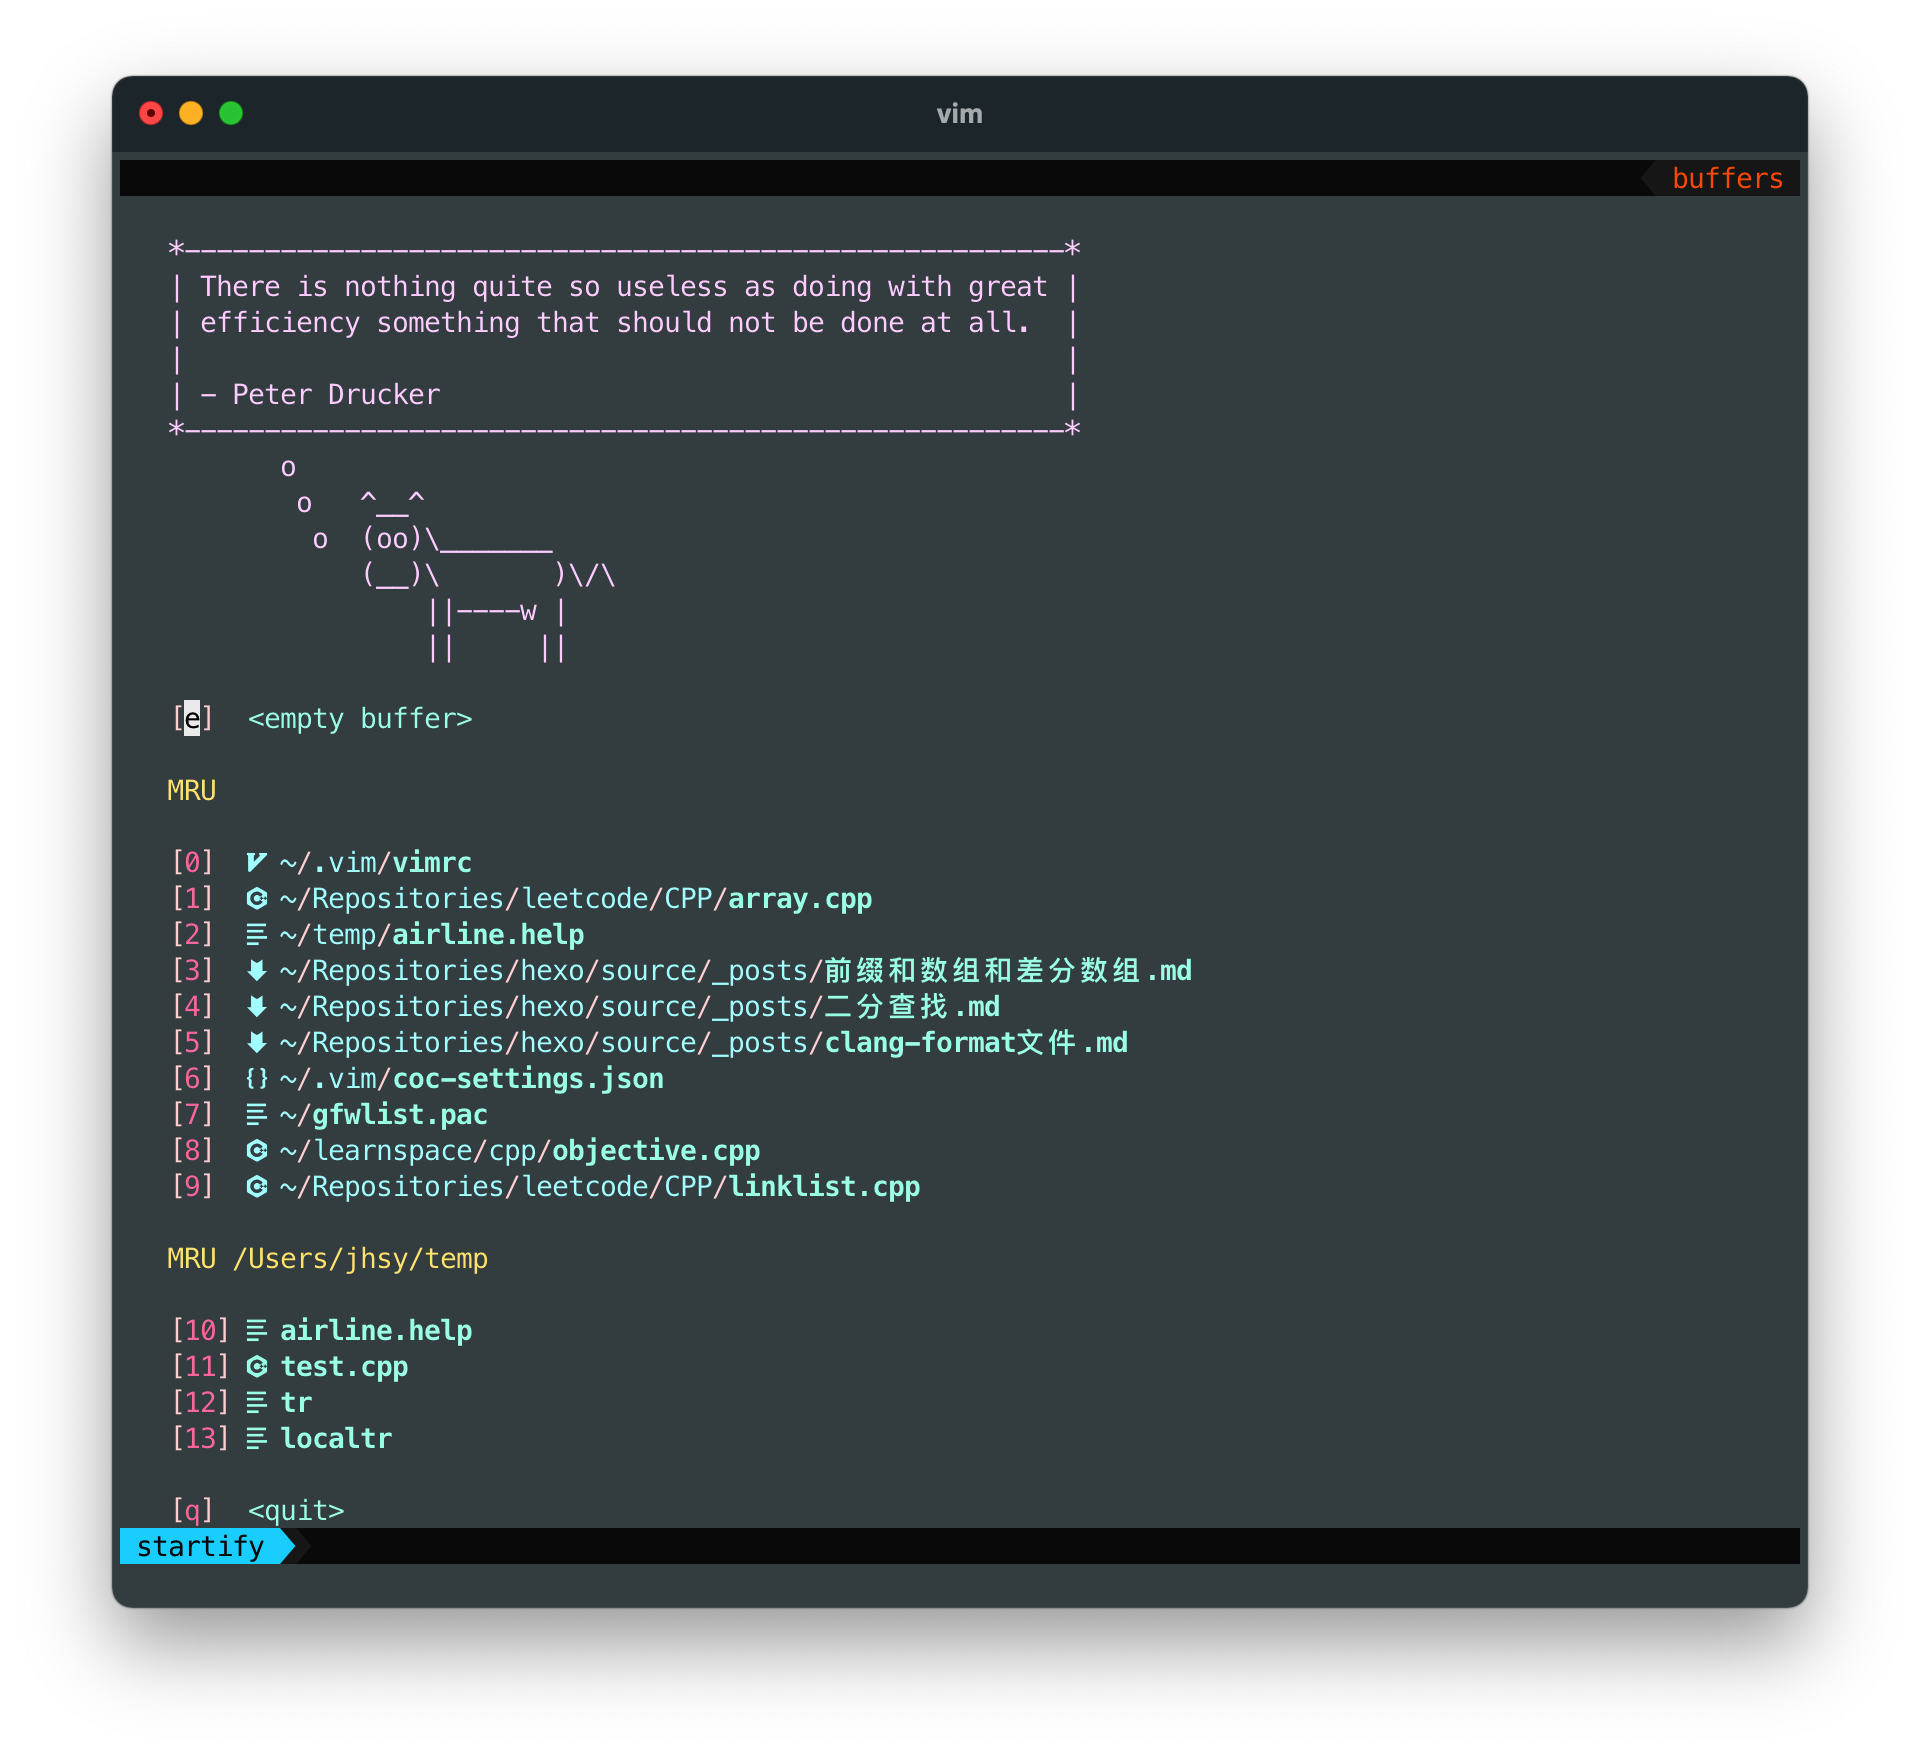 vim
buffers
*-------------------------------------------------------*
| There is nothing quite so useless as doing with great |
| efficiency something that should not be done at all.  |
|                                                       |
| - Peter Drucker                                       |
*-------------------------------------------------------*
       o
        o   ^__^
         o  (oo)\_______
            (__)\       )\/\
                ||----w |
                ||     ||
[e]  <empty buffer>
MRU
[0]  ~/.vim/vimrc
[1]  ~/Repositories/leetcode/CPP/array.cpp
[2]  ~/temp/airline.help
[3]  ~/Repositories/hexo/source/_posts/前缀和数组和差分数组.md
[4]  ~/Repositories/hexo/source/_posts/二分查找.md
[5]  ~/Repositories/hexo/source/_posts/clang-format文件.md
[6]  {} ~/.vim/coc-settings.json
[7]  ~/gfwlist.pac
[8]  ~/learnspace/cpp/objective.cpp
[9]  ~/Repositories/leetcode/CPP/linklist.cpp
MRU /Users/jhsy/temp
[10] airline.help
[11] test.cpp
[12] tr
[13] localtr
[q]  <quit>
startify